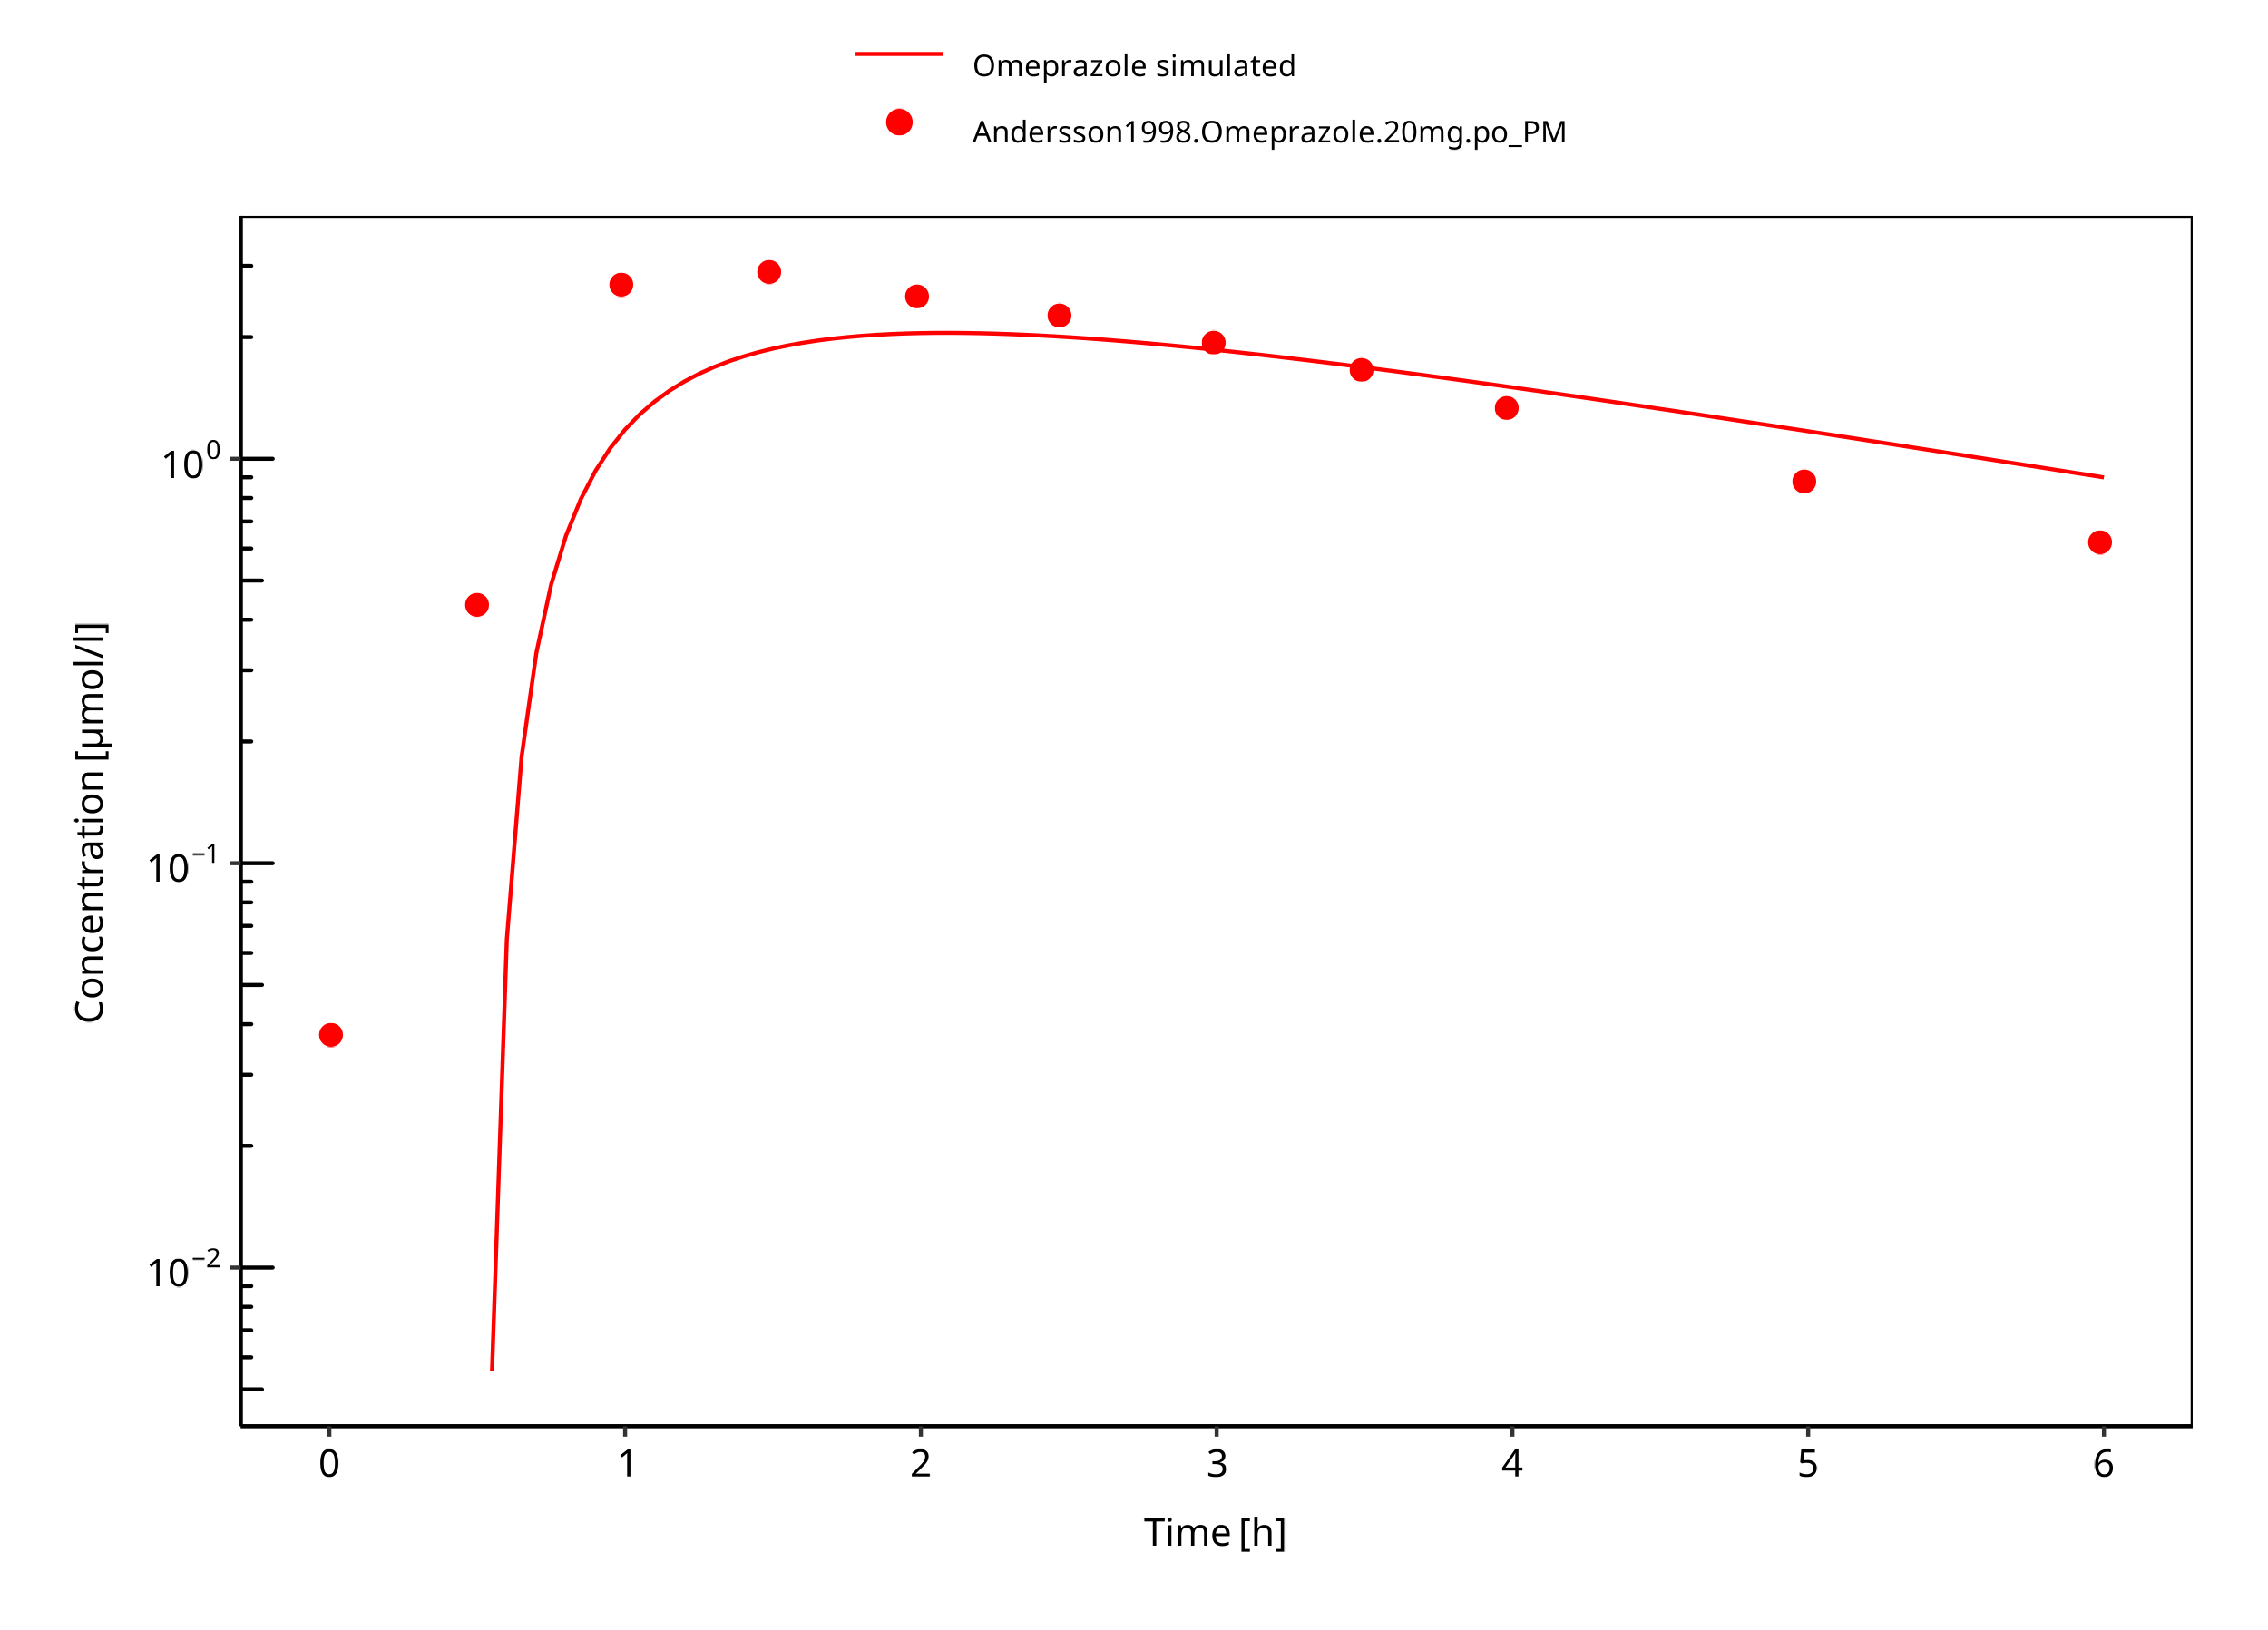 Omeprazole simulated
Andersson1998.Omeprazole.20mg.po_PM
Concentration [µmol/l]
10⁰
10⁻¹
10⁻²
0 1 2 3 4 5 6
Time [h]